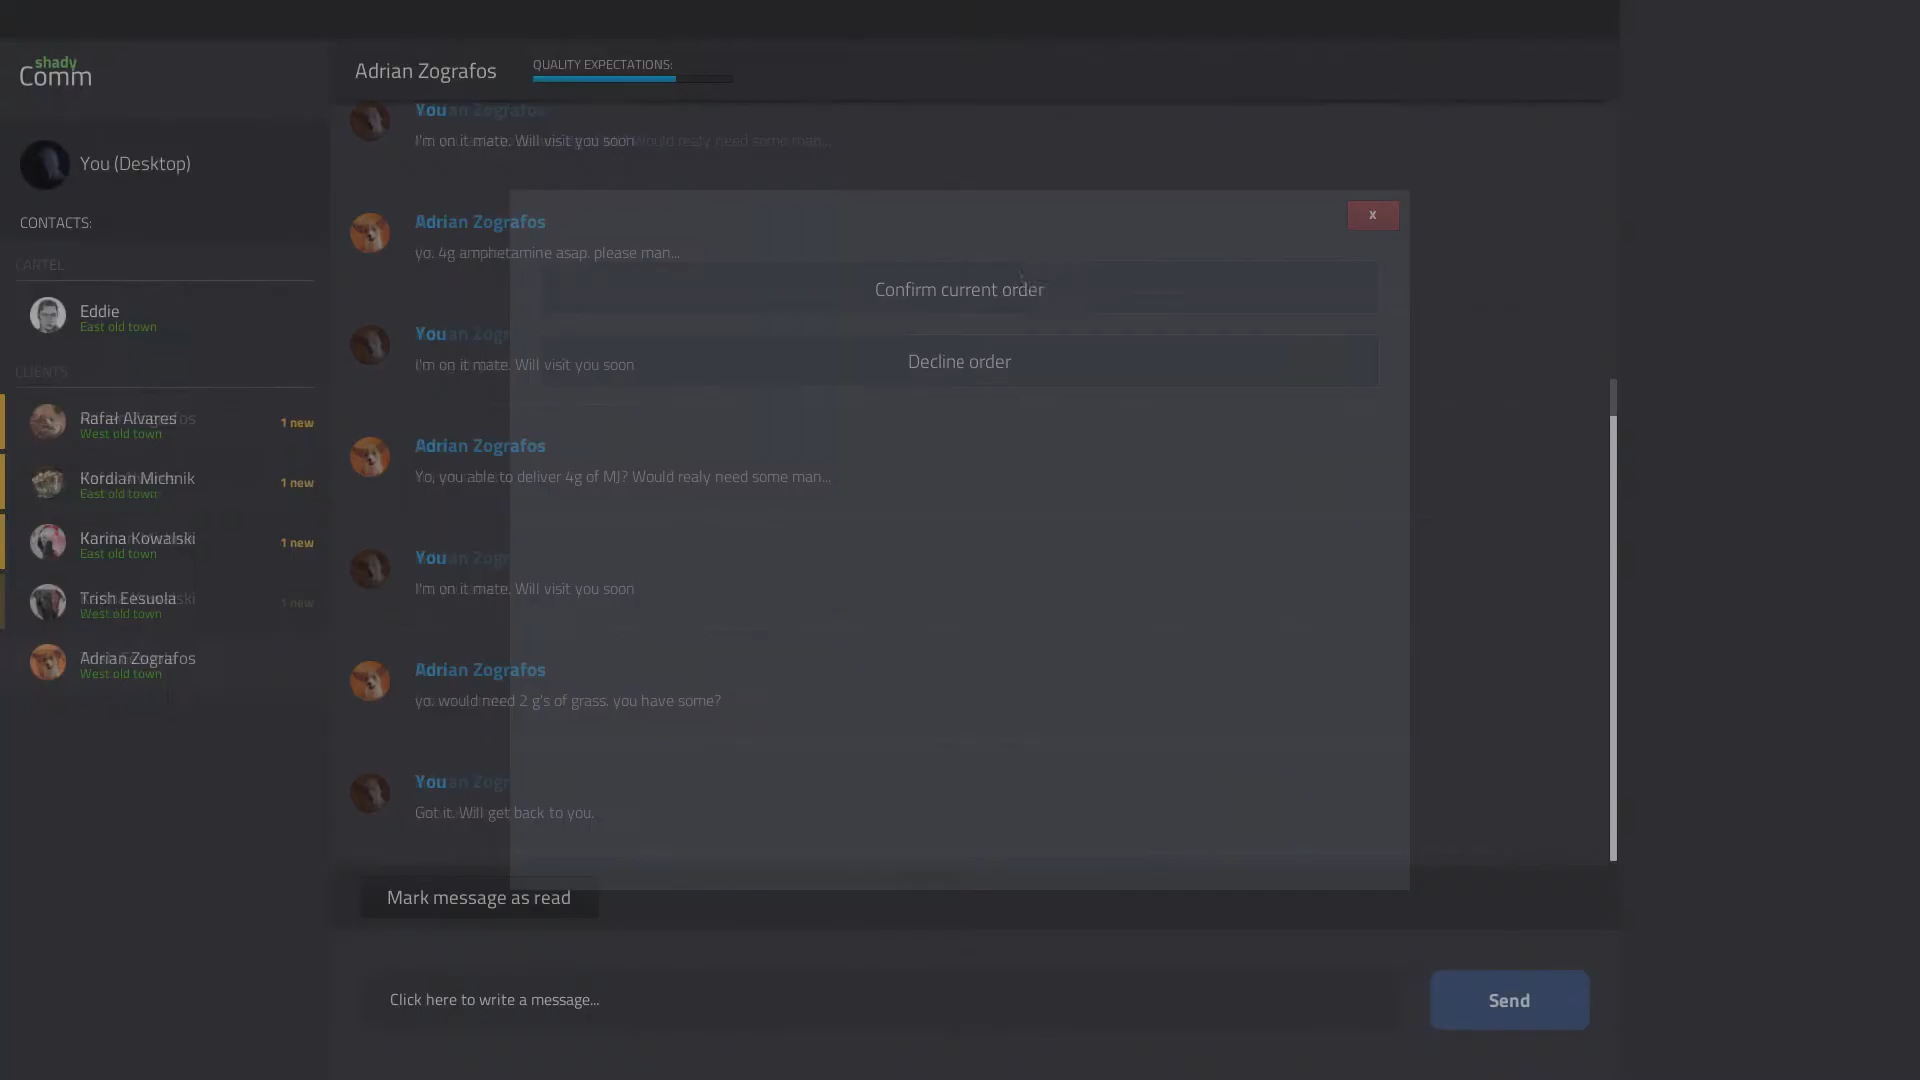 shady
Comm
You (Desktop)
CONTACTS:
CARTEL
Eddie
East old town
CLIENTS
Rafał Alvares
West old town
1 new
Kordian Michnik
East old town
1 new
Karina Kowalski
East old town
1 new
Trish Eesuola
West old town
1 new
Adrian Zografos
West old town
Adrian Zografos
QUALITY EXPECTATIONS:
You
I'm on it mate. Will visit you soon
Adrian Zografos
yo. 4g amphetamine asap. please man...
You
I'm on it mate. Will visit you soon
Adrian Zografos
Yo, you able to deliver 4g of MJ? Would realy need some man...
You
I'm on it mate. Will visit you soon
Adrian Zografos
yo. would need 2 g's of grass. you have some?
You
Got it. Will get back to you.
x
Confirm current order
Decline order
Mark message as read
Click here to write a message...
Send